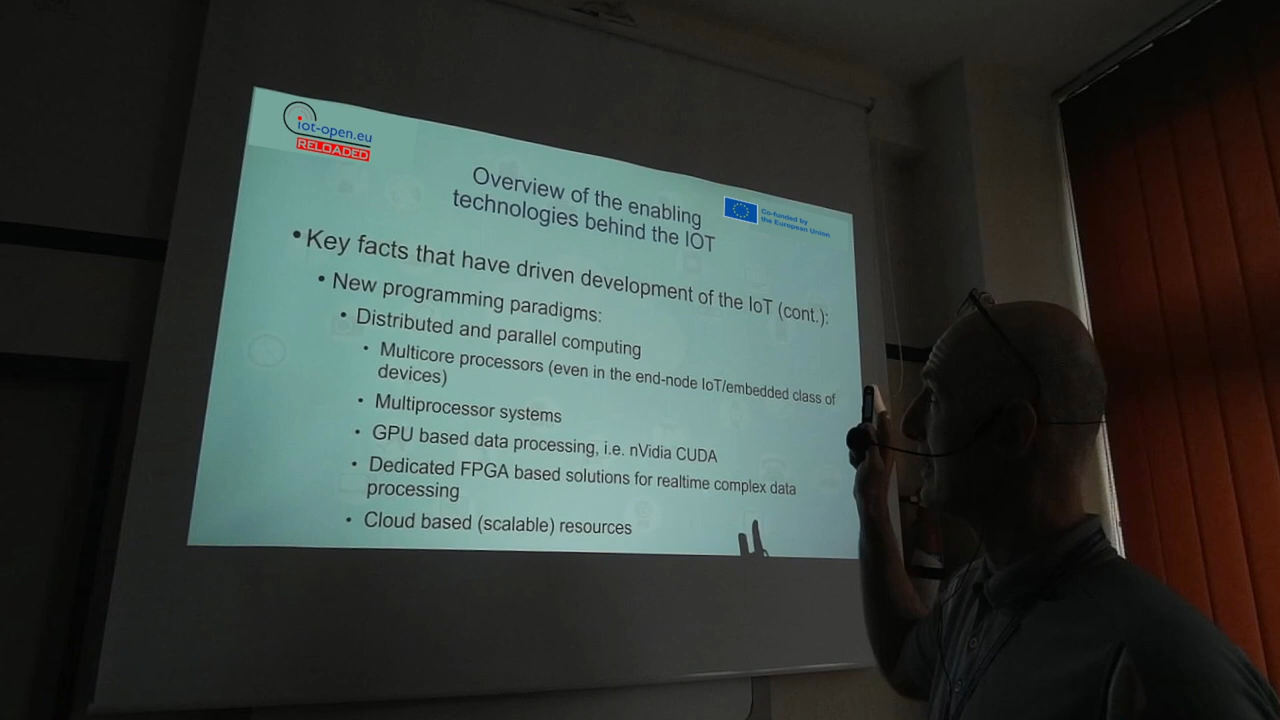 iot-open.eu
RELOADED
Overview of the enabling
technologies behind the IOT
Co-funded by
the European Union
• Key facts that have driven development of the IoT (cont.):
• New programming paradigms:
• Distributed and parallel computing
• Multicore processors (even in the end-node IoT/embedded class of
devices)
• Multiprocessor systems
• GPU based data processing, i.e. nVidia CUDA
• Dedicated FPGA based solutions for realtime complex data
processing
• Cloud based (scalable) resources